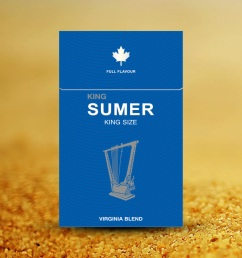 FULL FLAVOUR
KING
SUMER
KING SIZE
VIRGINIA BLEND